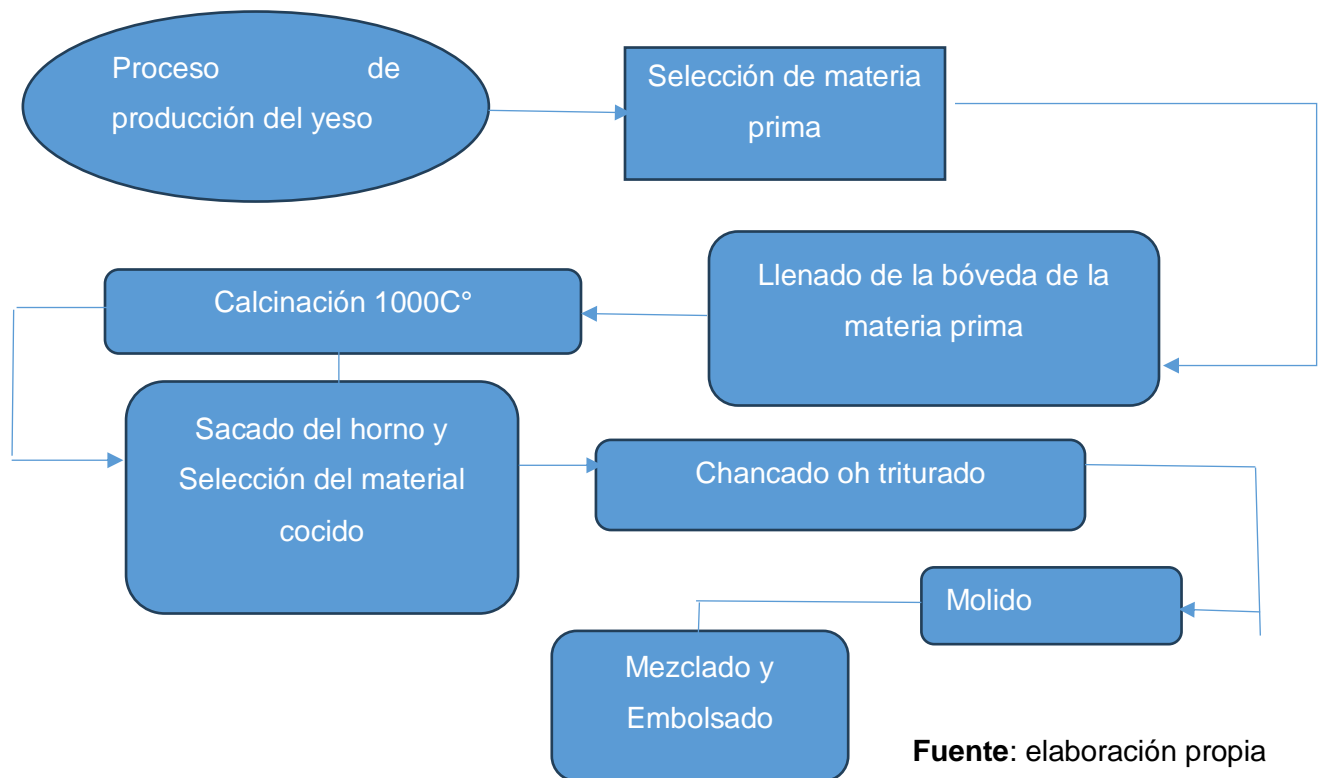 Proceso de
producción del yeso
Selección de materia
prima
Llenado de la bóveda de la
materia prima
Calcinación 1000C°
Sacado del horno y
Selección del material
cocido
Chancado oh triturado
Molido
Mezclado y
Embolsado
Fuente: elaboración propia